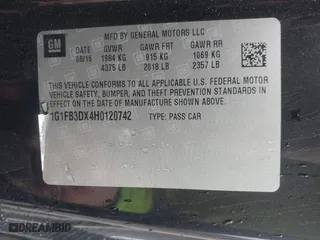 GM
MFD BY GENERAL MOTORS LLC
08/16 GVWR GAWR FRT GAWR RR
1984 KG 915 KG 1069 KG
4375 LB 2018 LB 2357 LB
THIS VEHICLE CONFORMS TO ALL APPLICABLE U.S. FEDERAL MOTOR
VEHICLE SAFETY, BUMPER, AND THEFT PREVENTION STANDARDS IN
EFFECT ON THE DATE OF MANUFACTURE SHOWN ABOVE.
1G1FB3DX4H0120742 TYPE: PASS CAR
DREAMBID